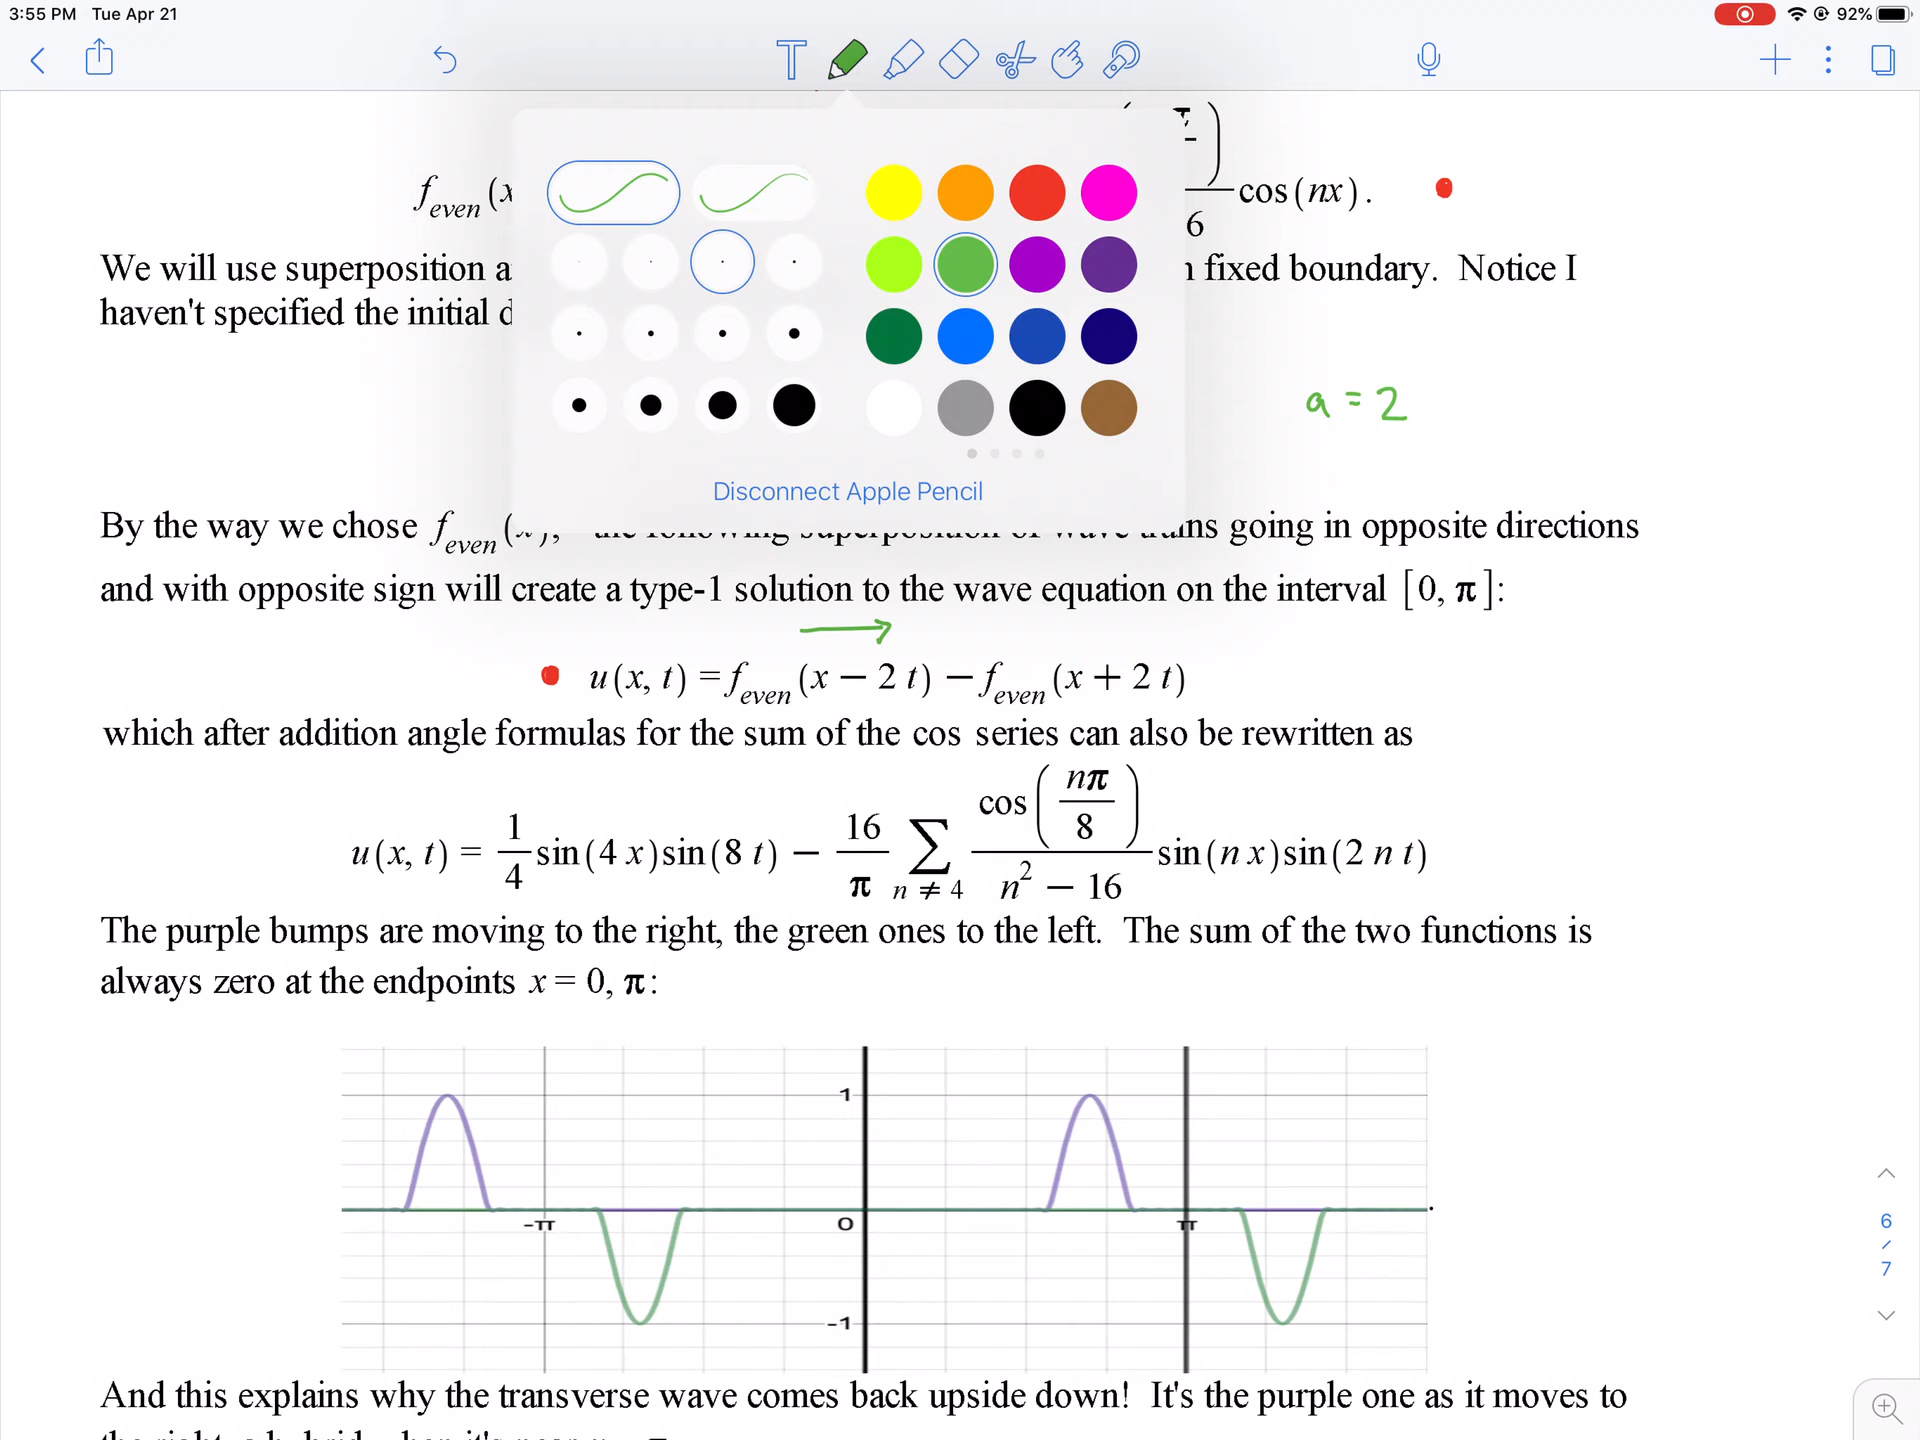 3:55 PM Tue Apr 21 92%
T
f_even (x 6 cos(nx).
We will use superposition a fixed boundary. Notice I
haven't specified the initial d
a = 2
Disconnect Apple Pencil
By the way we chose f_even (x), the following superposition of wave trains going in opposite directions
and with opposite sign will create a type-1 solution to the wave equation on the interval [0, π]:
u(x, t) = f_even (x − 2 t) − f_even (x + 2 t)
which after addition angle formulas for the sum of the cos series can also be rewritten as
u(x, t) = 1/4 sin(4 x)sin(8 t) − 16/π ∑ n ≠ 4 cos(nπ/8) / (n² − 16) sin(n x)sin(2 n t)
The purple bumps are moving to the right, the green ones to the left. The sum of the two functions is
always zero at the endpoints x = 0, π:
1
-π 0 π
-1
6 / 7
And this explains why the transverse wave comes back upside down! It's the purple one as it moves to